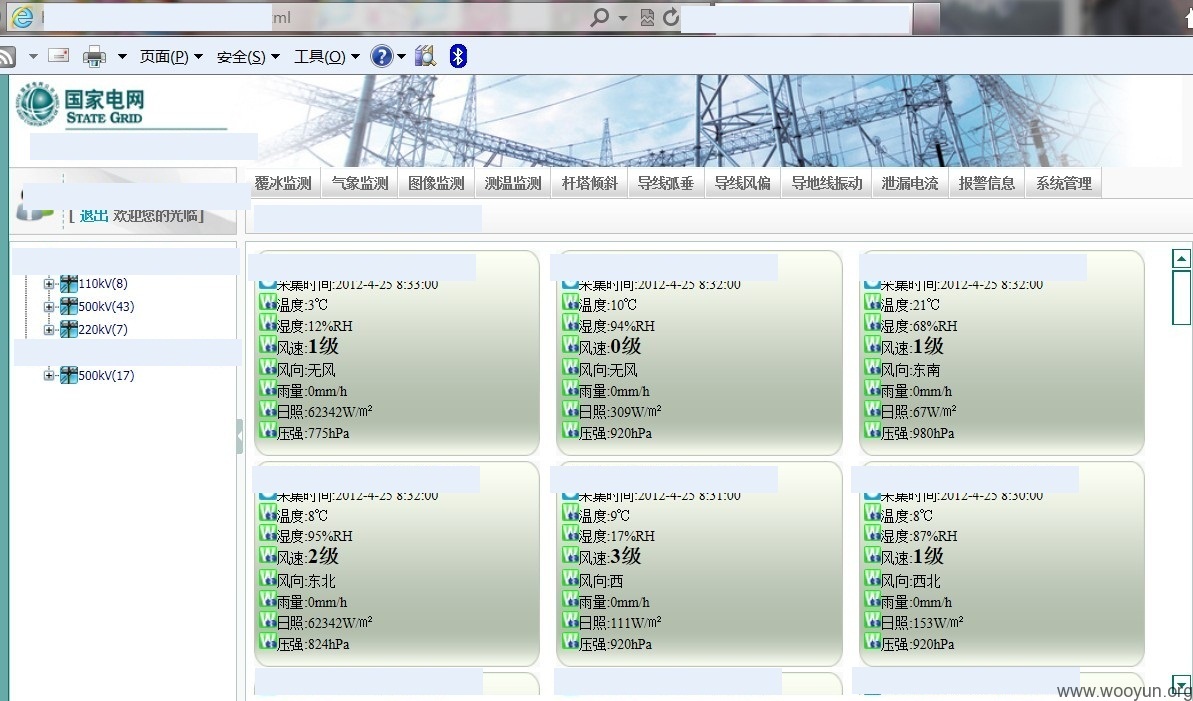 ml
页面(P) 安全(S) 工具(O)
国家电网
STATE GRID
覆冰监测 气象监测 图像监测 测温监测 杆塔倾斜 导线弧垂 导线风偏 导地线振动 泄漏电流 报警信息 系统管理
[ 退出 欢迎您的光临]
110kV(8)
500kV(43)
220kV(7)
500kV(17)
采集时间:2012-4-25 8:33:00
温度:3℃
湿度:12%RH
风速:1级
风向:无风
雨量:0mm/h
日照:62342W/m²
压强:775hPa
采集时间:2012-4-25 8:32:00
温度:10℃
湿度:94%RH
风速:0级
风向:无风
雨量:0mm/h
日照:309W/m²
压强:920hPa
采集时间:2012-4-25 8:32:00
温度:21℃
湿度:68%RH
风速:1级
风向:东南
雨量:0mm/h
日照:67W/m²
压强:980hPa
采集时间:2012-4-25 8:32:00
温度:8℃
湿度:95%RH
风速:2级
风向:东北
雨量:0mm/h
日照:62342W/m²
压强:824hPa
采集时间:2012-4-25 8:31:00
温度:9℃
湿度:17%RH
风速:3级
风向:西
雨量:0mm/h
日照:111W/m²
压强:920hPa
采集时间:2012-4-25 8:30:00
温度:8℃
湿度:87%RH
风速:1级
风向:西北
雨量:0mm/h
日照:153W/m²
压强:920hPa
www.wooyun.org